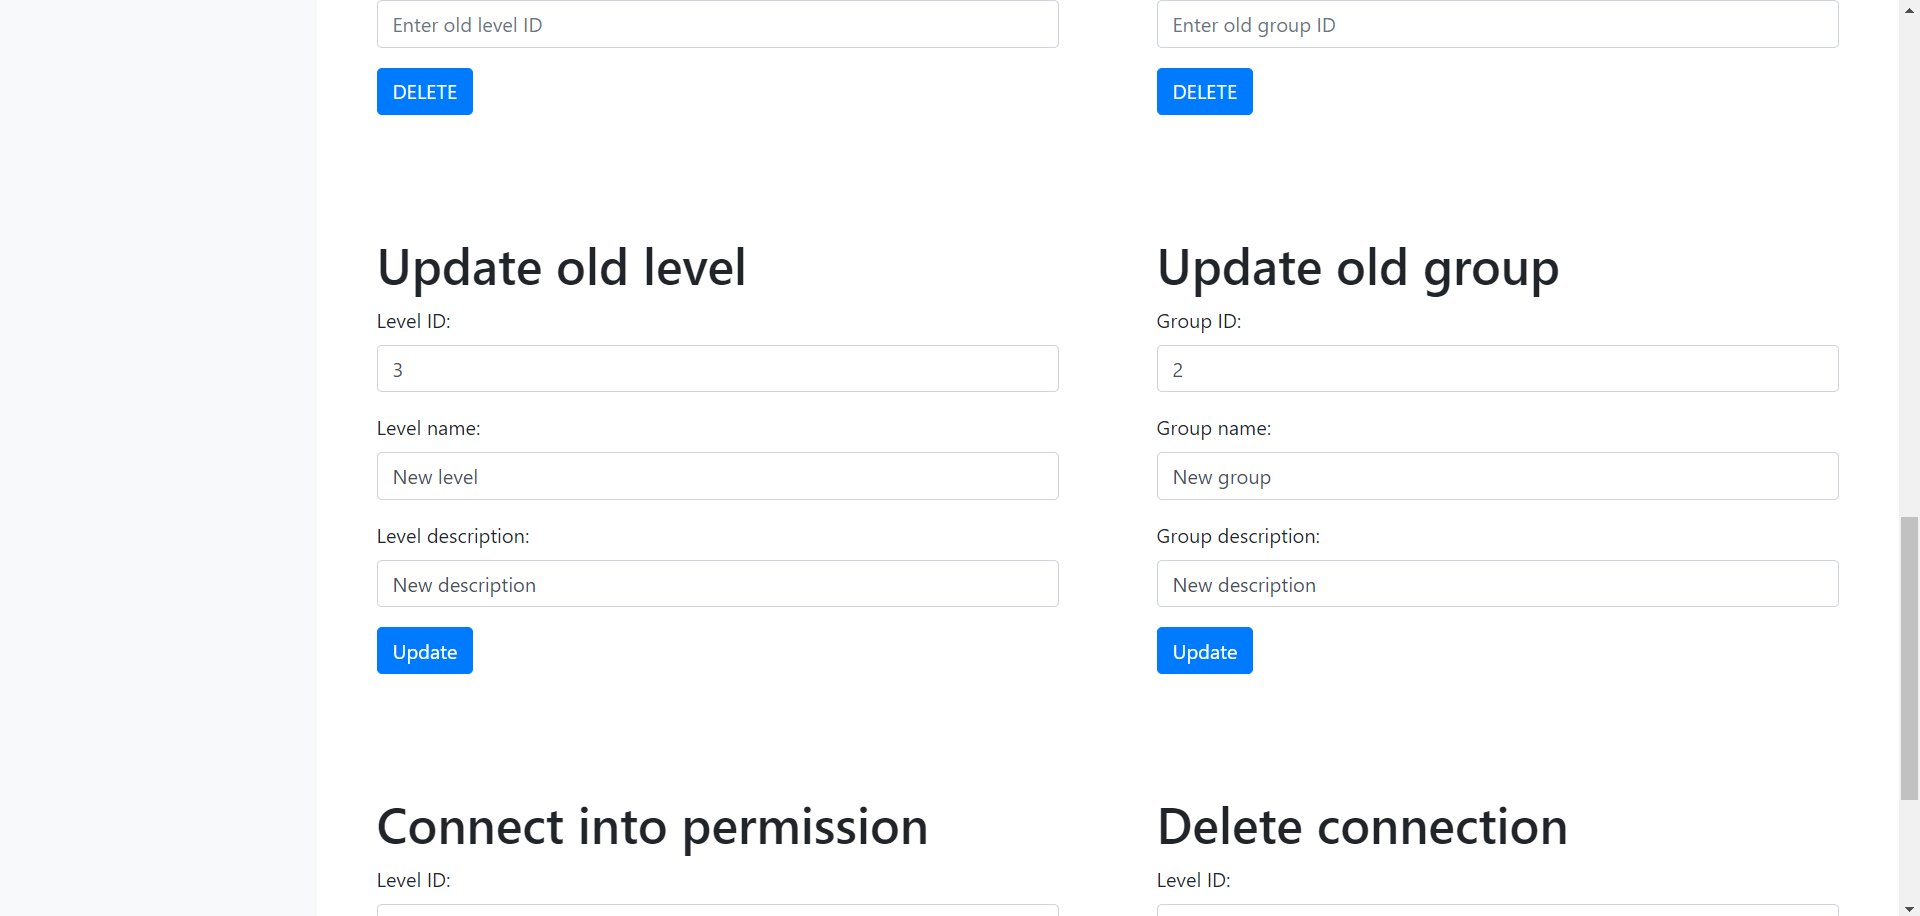 Enter old level ID
DELETE
Enter old group ID
DELETE
Update old level
Level ID:
3
Level name:
New level
Level description:
New description
Update
Update old group
Group ID:
2
Group name:
New group
Group description:
New description
Update
Connect into permission
Level ID:
Delete connection
Level ID: